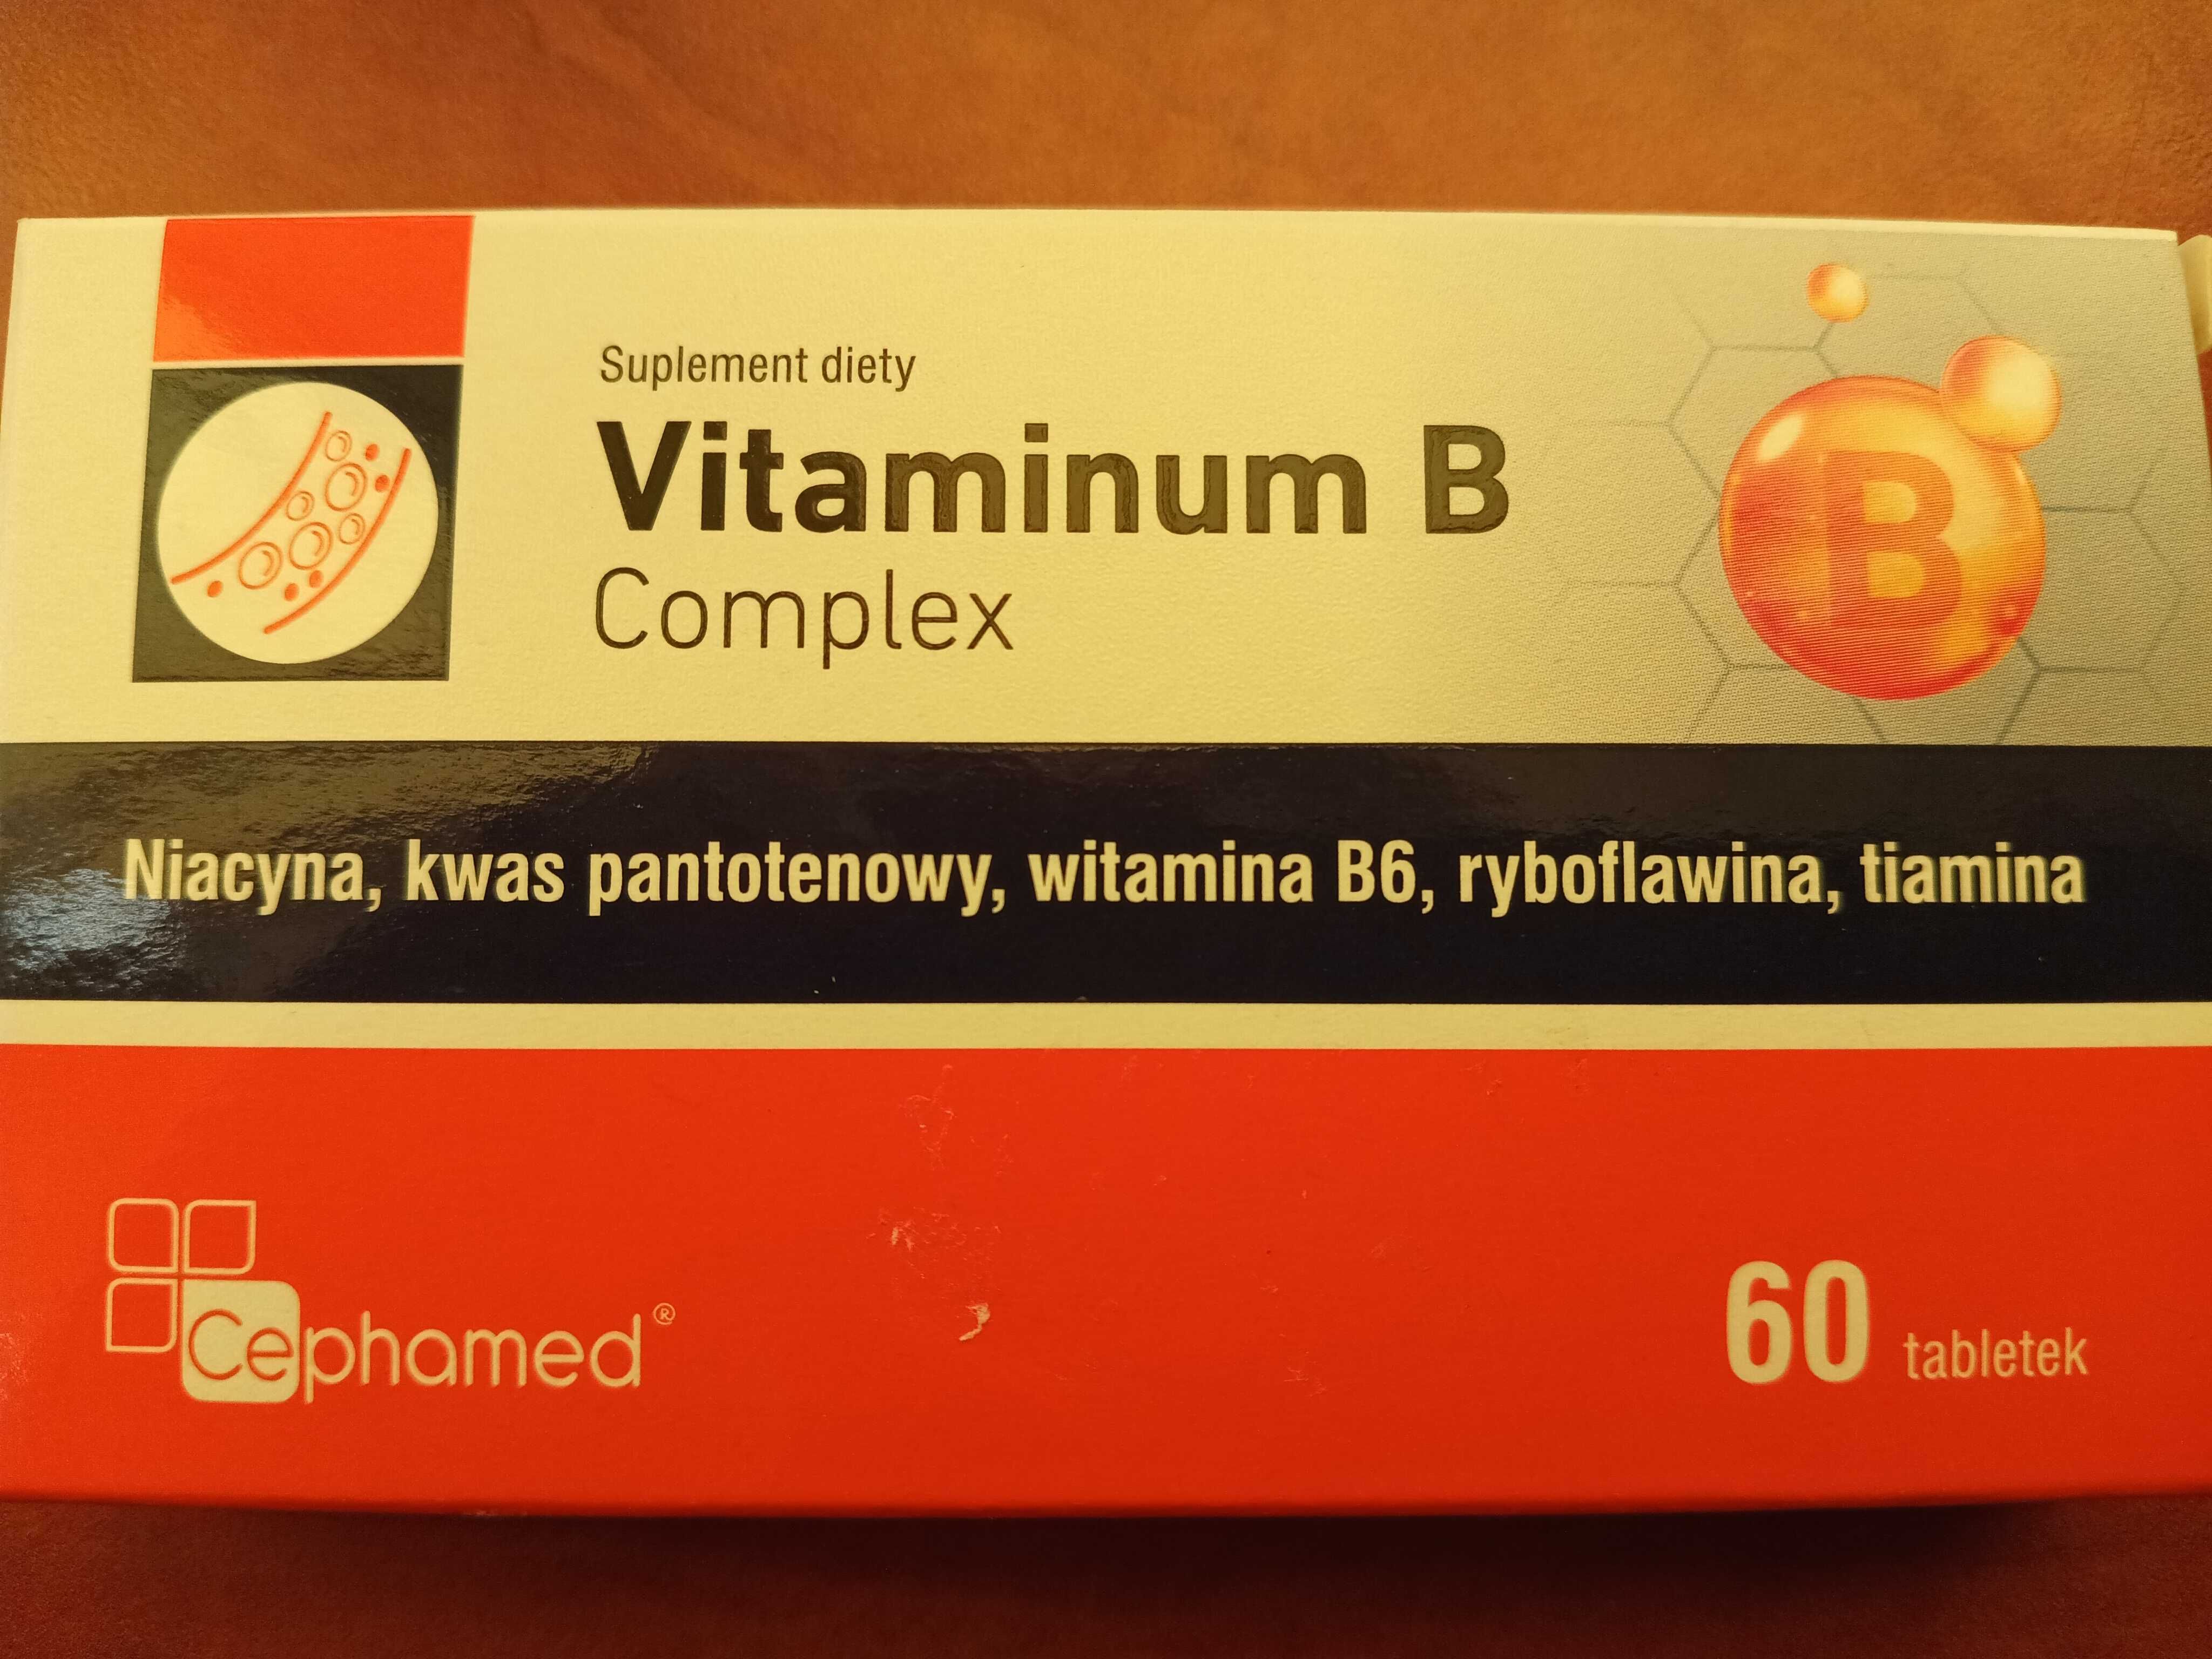 Suplement diety
Vitaminum B
Complex
B
Niacyna, kwas pantotenowy, witamina B6, ryboflawina, tiamina
Cephamed®
60 tabletek